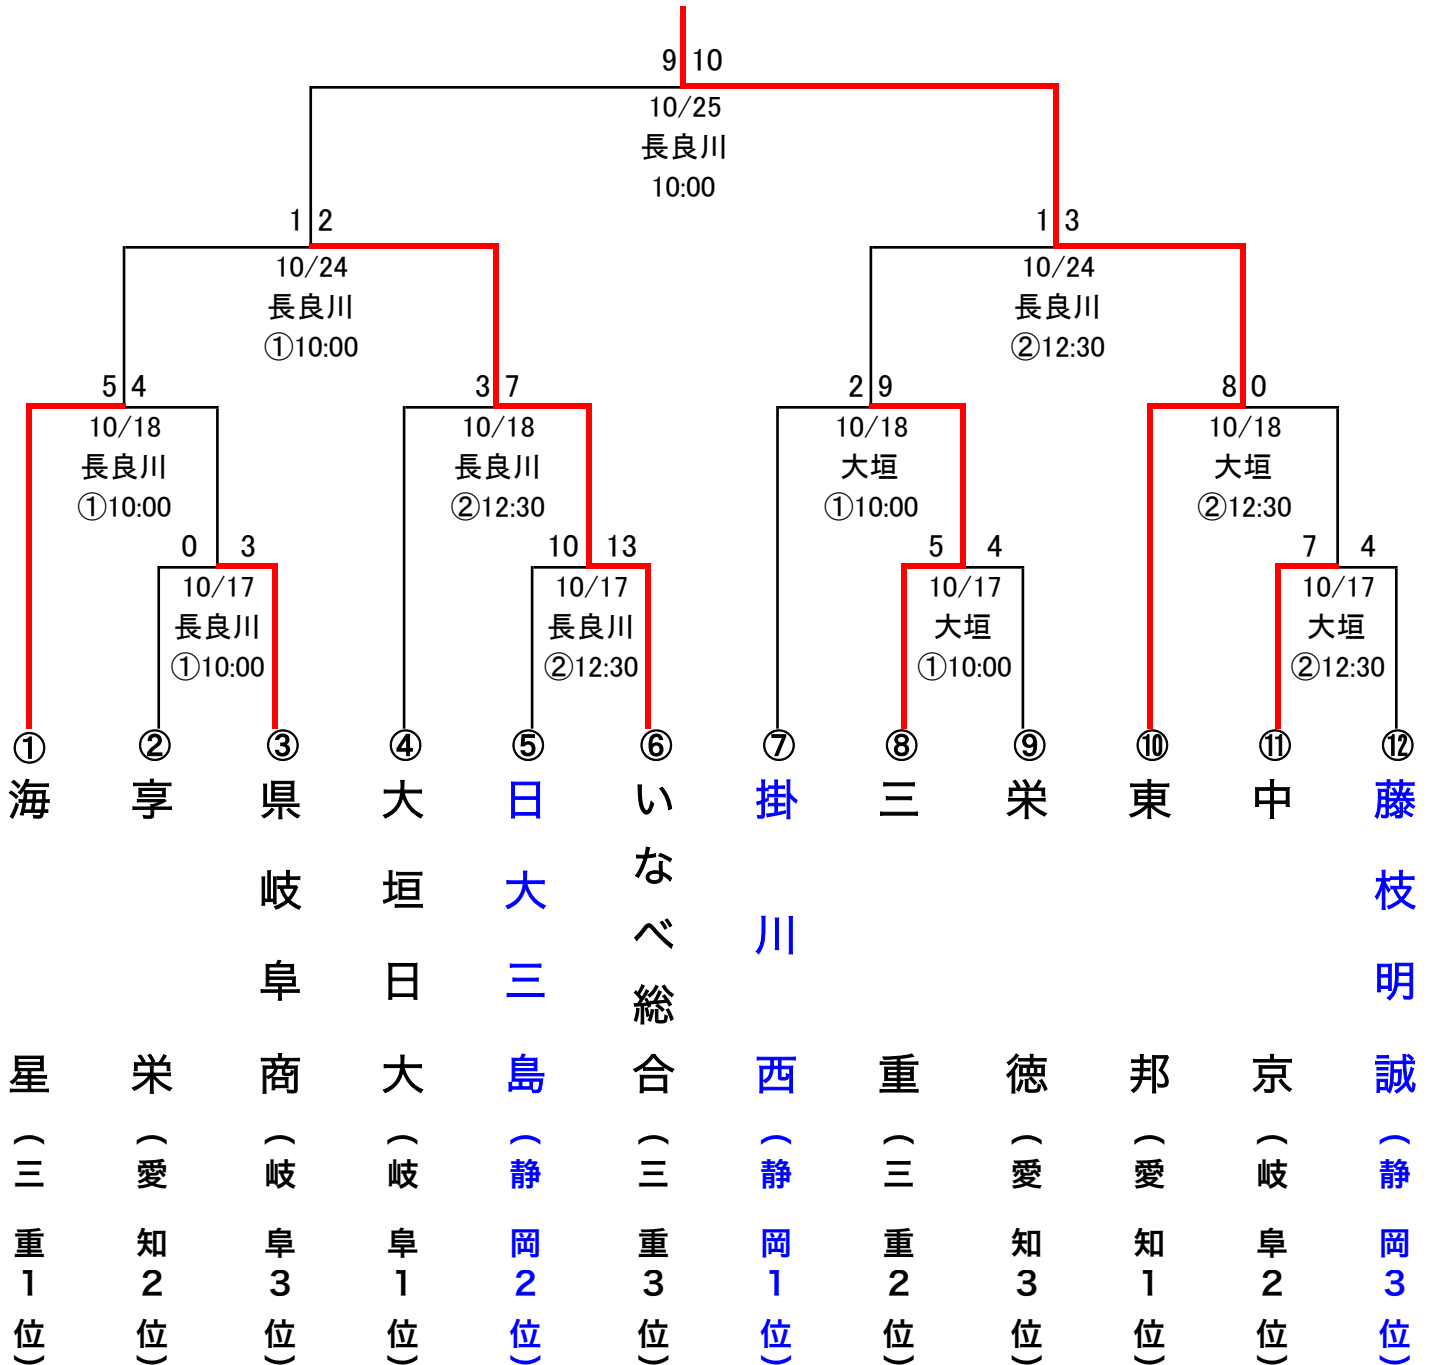 9 10
10/25
長良川
10:00
1 2
1 3
10/24
長良川
①10:00
10/24
長良川
②12:30
5 4
3 7
2 9
8 0
10/18
長良川
①10:00
10/18
長良川
②12:30
10/18
大垣
①10:00
10/18
大垣
②12:30
0 3
10 13
5 4
7 4
10/17
長良川
①10:00
10/17
長良川
②12:30
10/17
大垣
①10:00
10/17
大垣
②12:30
①
海星(三重1位)
②
享栄(愛知2位)
③
県岐阜商(岐阜3位)
④
大垣日大(岐阜1位)
⑤
日大三島(静岡2位)
⑥
いなべ総合(三重3位)
⑦
掛川西(静岡1位)
⑧
三重(三重2位)
⑨
栄徳(愛知3位)
⑩
東邦(愛知1位)
⑪
中京(岐阜2位)
⑫
藤枝明誠(静岡3位)